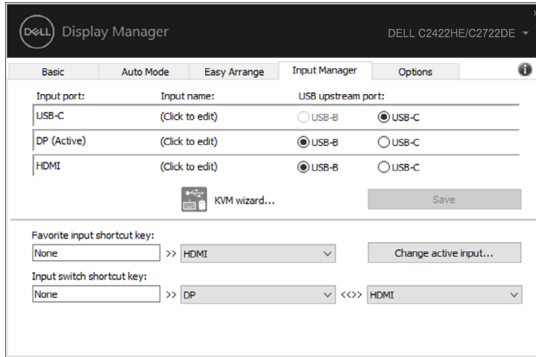 DELL Display Manager DELL C2422HE/C2722DE
Basic Auto Mode Easy Arrange Input Manager Options
Input port: Input name: USB upstream port:
USB-C (Click to edit) USB-B USB-C
DP (Active) (Click to edit) USB-B USB-C
HDMI (Click to edit) USB-B USB-C
KVM wizard... Save
Favorite input shortcut key:
None >> HDMI Change active input...
Input switch shortcut key:
None >> DP <<>> HDMI